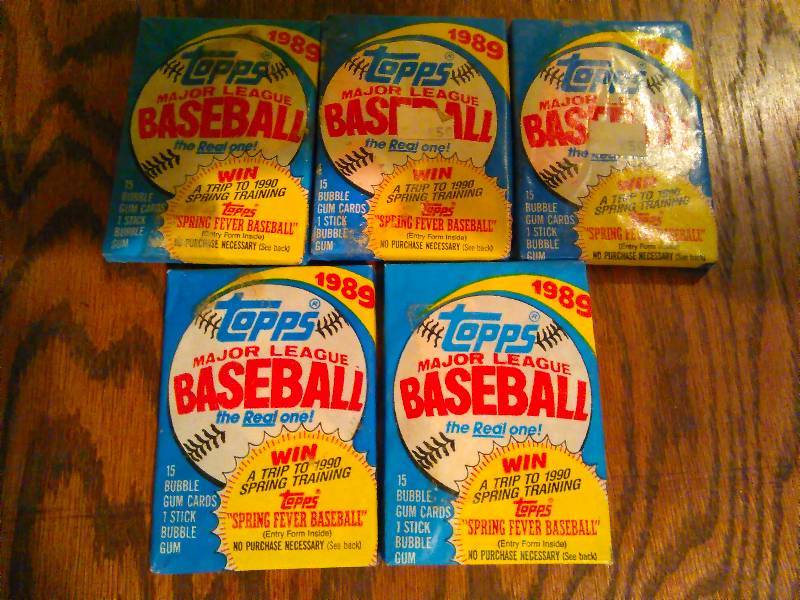 1989
Topps
MAJOR LEAGUE
BASEBALL
the Real one!
15
BUBBLE
GUM CARDS
1 STICK
BUBBLE
GUM
WIN
A TRIP TO 1990
SPRING TRAINING
Topps
"SPRING FEVER BASEBALL"
(Entry Form Inside)
NO PURCHASE NECESSARY (See back)
1989
Topps®
MAJOR LEAGUE
BASEBALL
the Real one!
15
BUBBLE
GUM CARDS
1 STICK
BUBBLE
GUM
WIN
A TRIP TO 1990
SPRING TRAINING
Topps
"SPRING FEVER BASEBALL"
(Entry Form Inside)
NO PURCHASE NECESSARY (See back)
Topps
MAJOR
15
BUBBLE
GUM CARDS
1 STICK
BUBBLE
GUM
WIN
A TRIP TO 1990
SPRING TRAINING
Topps
"SPRING FEVER BASEBALL"
(Entry Form Inside)
NO PURCHASE NECESSARY (See back)
1989
Topps®
MAJOR LEAGUE
BASEBALL
the Real one!
15
BUBBLE
GUM CARDS
1 STICK
BUBBLE
GUM
WIN
A TRIP TO 1990
SPRING TRAINING
Topps®
"SPRING FEVER BASEBALL"
(Entry Form Inside)
NO PURCHASE NECESSARY (See back)
1989
Topps®
MAJOR LEAGUE
BASEBALL
the Real one!
15
BUBBLE
GUM CARDS
1 STICK
BUBBLE
GUM
WIN
A TRIP TO 1990
SPRING TRAINING
Topps®
"SPRING FEVER BASEBALL"
(Entry Form Inside)
NO PURCHASE NECESSARY (See back)